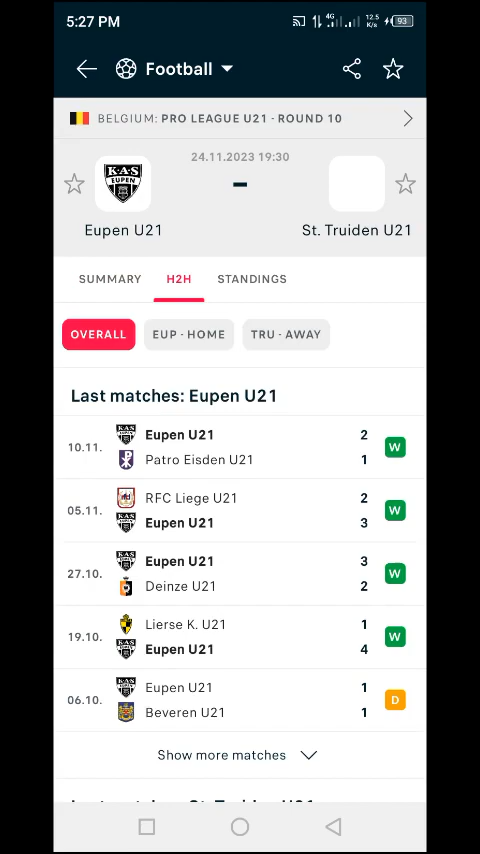 5:27 PM
4G 12.5 K/s 93
Football
BELGIUM: PRO LEAGUE U21 - ROUND 10
24.11.2023 19:30
K.A.S
EUPEN
-
Eupen U21 St. Truiden U21
SUMMARY H2H STANDINGS
OVERALL EUP - HOME TRU - AWAY
Last matches: Eupen U21
10.11. Eupen U21 2 W
Patro Eisden U21 1
05.11. RFC Liege U21 2 W
Eupen U21 3
27.10. Eupen U21 3 W
Deinze U21 2
19.10. Lierse K. U21 1 W
Eupen U21 4
06.10. Eupen U21 1 D
Beveren U21 1
Show more matches